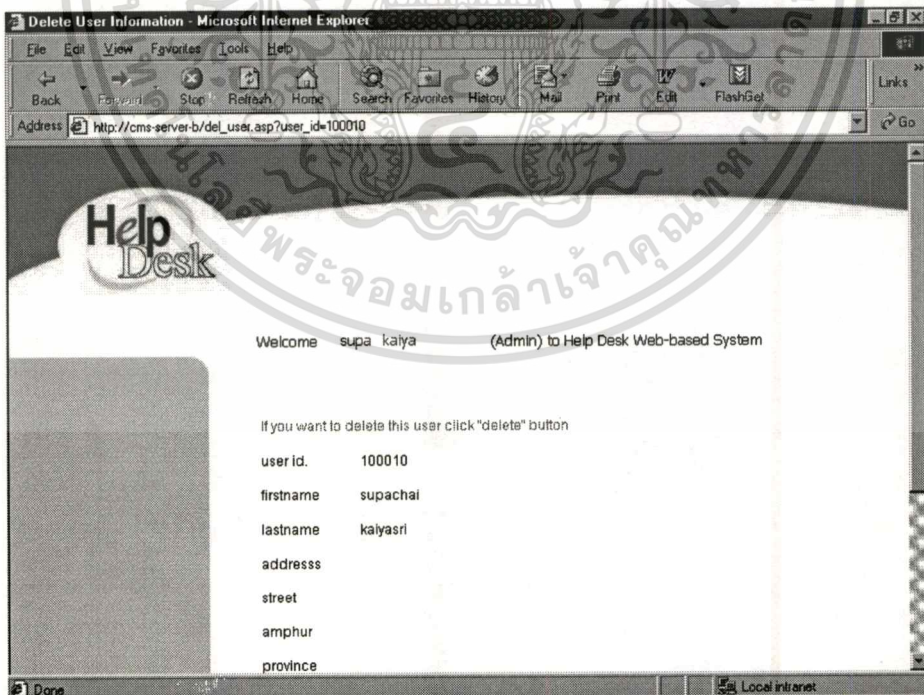 Delete User Information - Microsoft Internet Explorer
File Edit View Favorites Tools Help
Back Forward Stop Refresh Home Search Favorites History Mail Print Edit FlashGet Links »
Address http://cms-server-b/del_user.asp?user_id=100010 Go
Help
Desk
พระจอมเกล้าเจ้าคุณทหาร
Welcome supa kaiya (Admin) to Help Desk Web-based System
If you want to delete this user click "delete" button
user id. 100010
firstname supachai
lastname kaiyasri
addresss
street
amphur
province
Done Local intranet